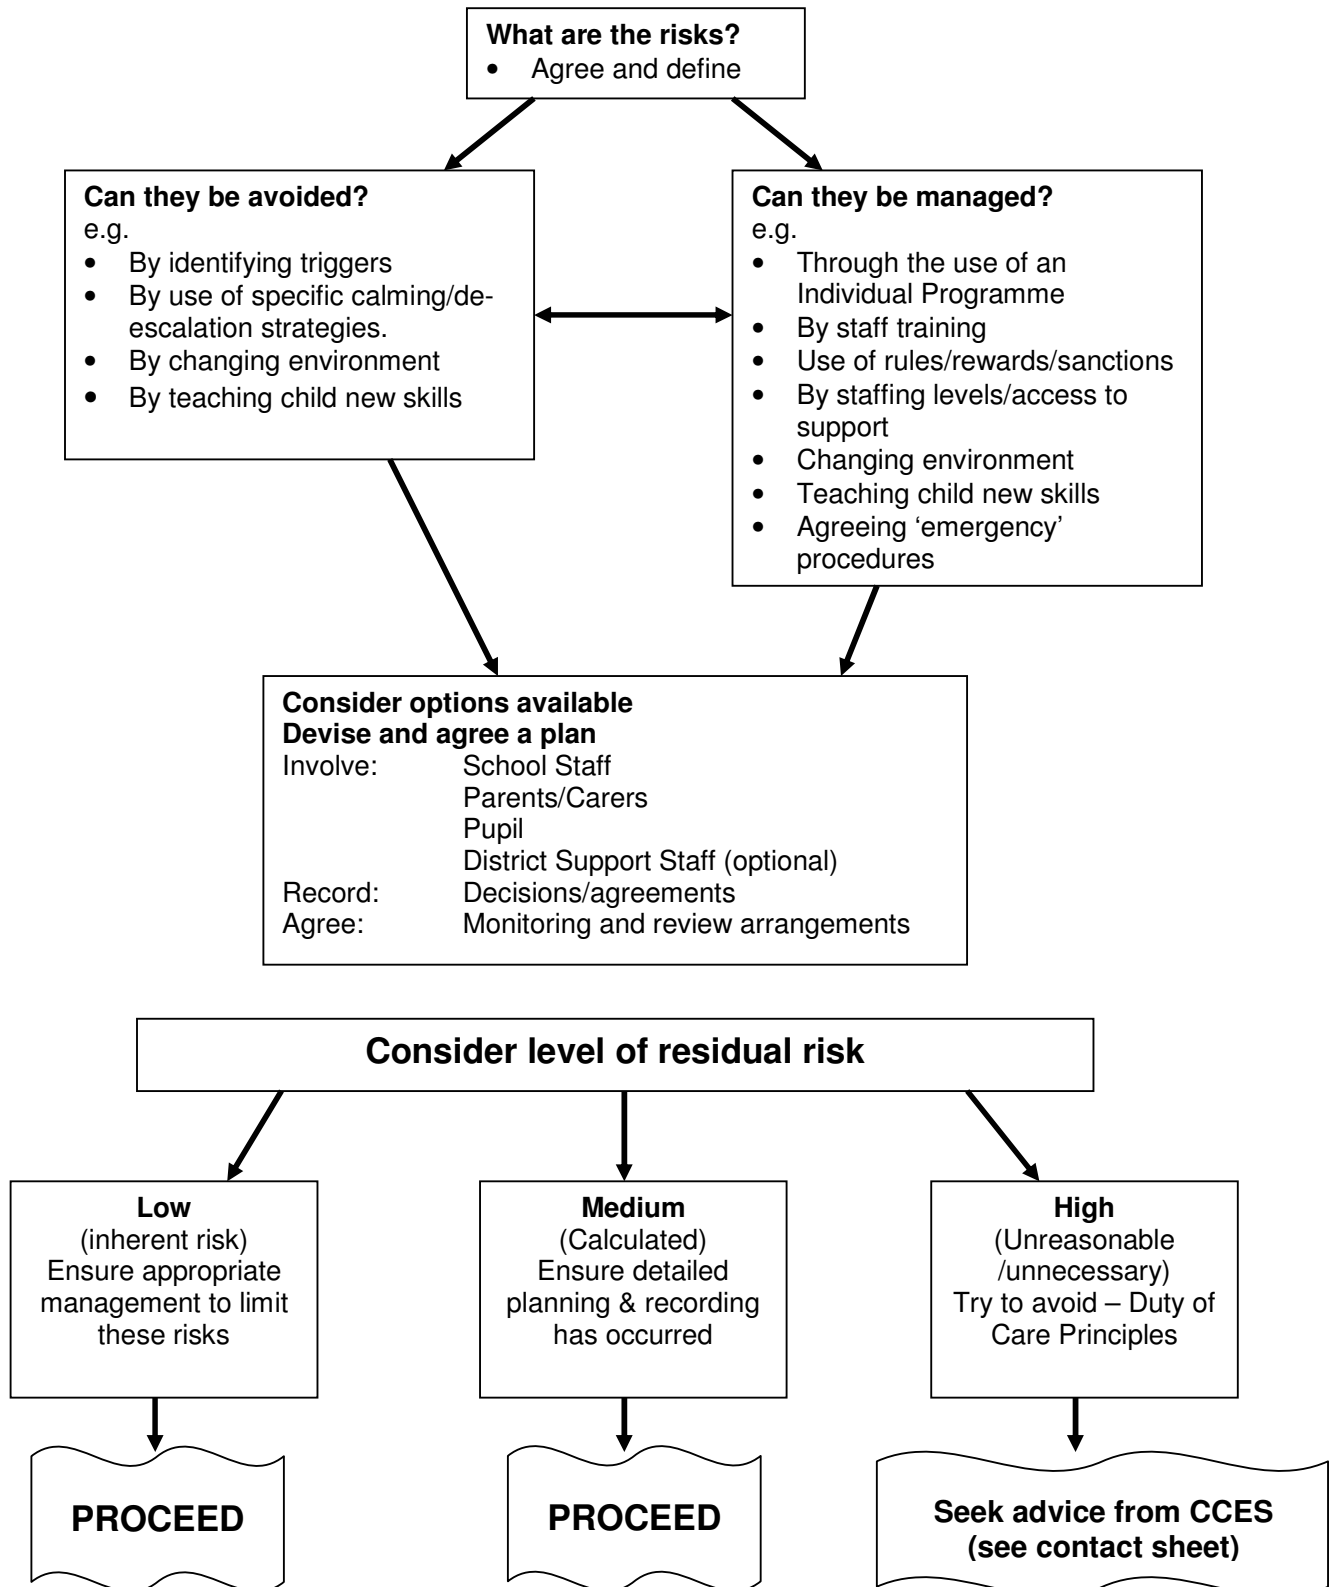 What are the risks?
• Agree and define
Can they be avoided?
e.g.
• By identifying triggers
• By use of specific calming/de-
escalation strategies.
• By changing environment
• By teaching child new skills
Can they be managed?
e.g.
• Through the use of an
Individual Programme
• By staff training
• Use of rules/rewards/sanctions
• By staffing levels/access to
support
• Changing environment
• Teaching child new skills
• Agreeing ‘emergency’
procedures
Consider options available
Devise and agree a plan
Involve: School Staff
Parents/Carers
Pupil
District Support Staff (optional)
Record: Decisions/agreements
Agree: Monitoring and review arrangements
Consider level of residual risk
Low
(inherent risk)
Ensure appropriate
management to limit
these risks
Medium
(Calculated)
Ensure detailed
planning & recording
has occurred
High
(Unreasonable
/unnecessary)
Try to avoid – Duty of
Care Principles
PROCEED
PROCEED
Seek advice from CCES
(see contact sheet)